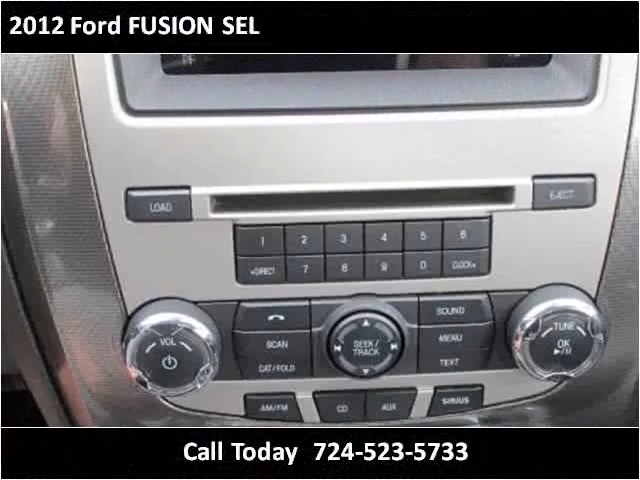 2012 Ford FUSION SEL
LOAD
EJECT
1 2 3 4 5 6
•DIRECT 7 8 9 0 CLOCK•
VOL
SCAN
CAT/FOLD
SEEK/
TRACK
SOUND
MENU
TEXT
TUNE
OK
AM/FM CD AUX SIRIUS
Call Today 724-523-5733